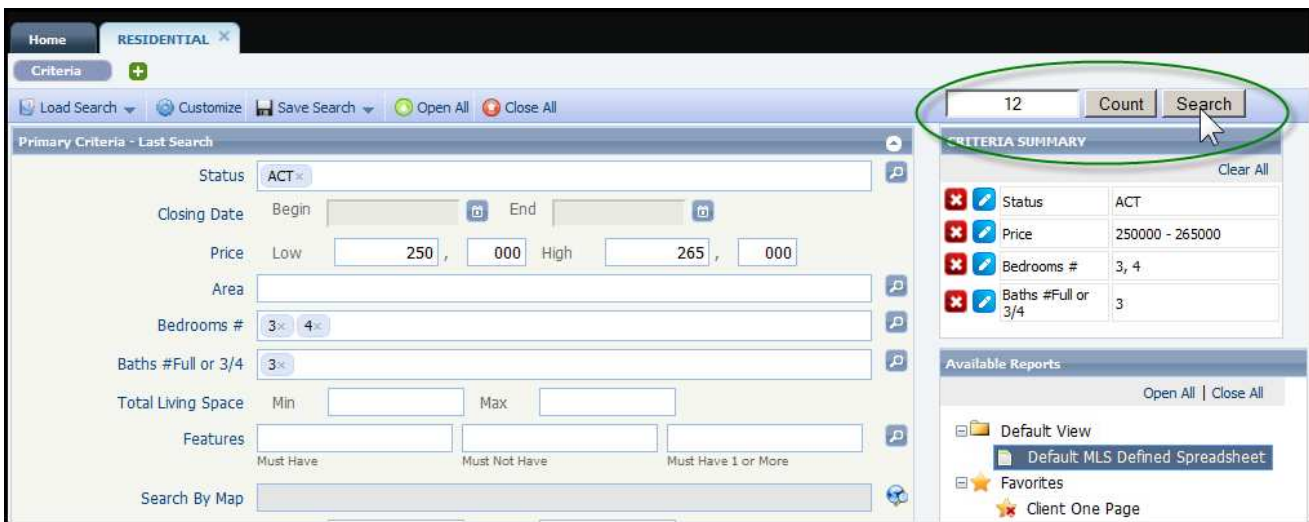 Home RESIDENTIAL
Criteria
Load Search Customize Save Search Open All Close All
12 Count Search
Primary Criteria - Last Search
Status ACT×
Closing Date Begin End
Price Low 250 , 000 High 265 , 000
Area
Bedrooms # 3× 4×
Baths #Full or 3/4 3×
Total Living Space Min Max
Features
Must Have Must Not Have Must Have 1 or More
Search By Map
CRITERIA SUMMARY
Clear All
Status ACT
Price 250000 - 265000
Bedrooms # 3, 4
Baths #Full or
3/4 3
Available Reports
Open All | Close All
Default View
Default MLS Defined Spreadsheet
Favorites
Client One Page